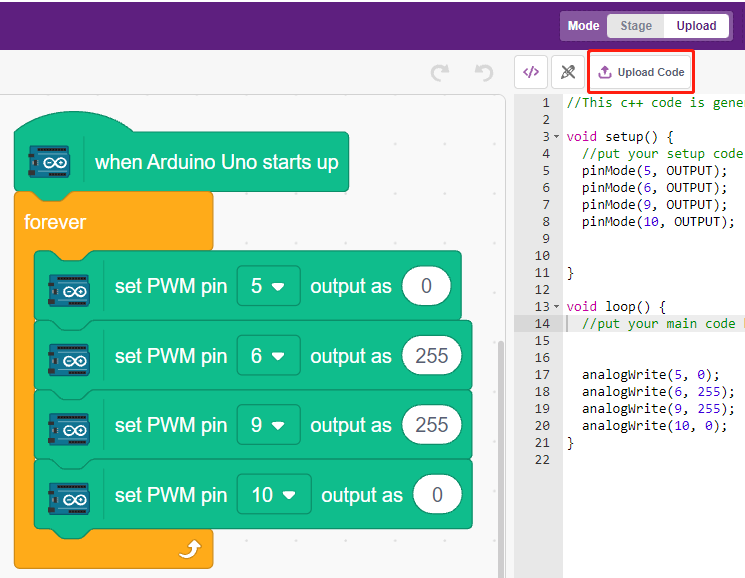 Mode Stage Upload
</> Upload Code
when Arduino Uno starts up
forever
set PWM pin 5 output as 0
set PWM pin 6 output as 255
set PWM pin 9 output as 255
set PWM pin 10 output as 0
1 //This c++ code is gener
2
3 void setup() {
4 //put your setup code
5 pinMode(5, OUTPUT);
6 pinMode(6, OUTPUT);
7 pinMode(9, OUTPUT);
8 pinMode(10, OUTPUT);
9
10
11 }
12
13 void loop() {
14 //put your main code
15
16
17 analogWrite(5, 0);
18 analogWrite(6, 255);
19 analogWrite(9, 255);
20 analogWrite(10, 0);
21 }
22